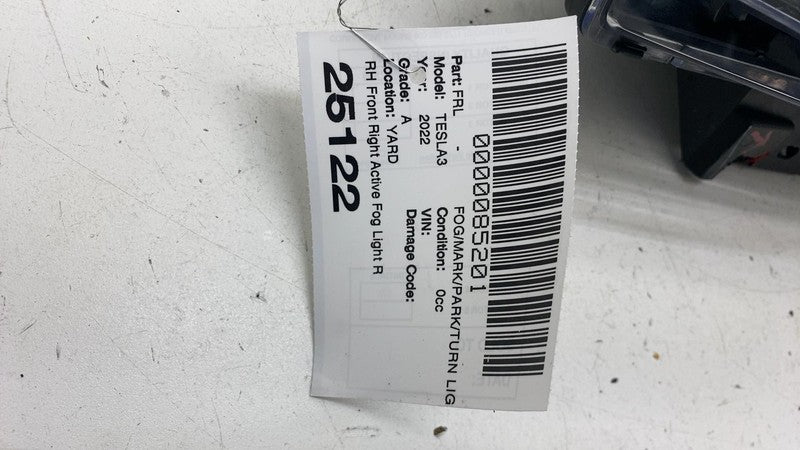 0000085201
Part: FRL - FOG/MARK/PARK/TURN LIG
Model: TESLA3 Condition: 0cc
Year: 2022 VIN:
Grade: A Damage Code:
Location: YARD
RH Front Right Active Fog Light R
25122